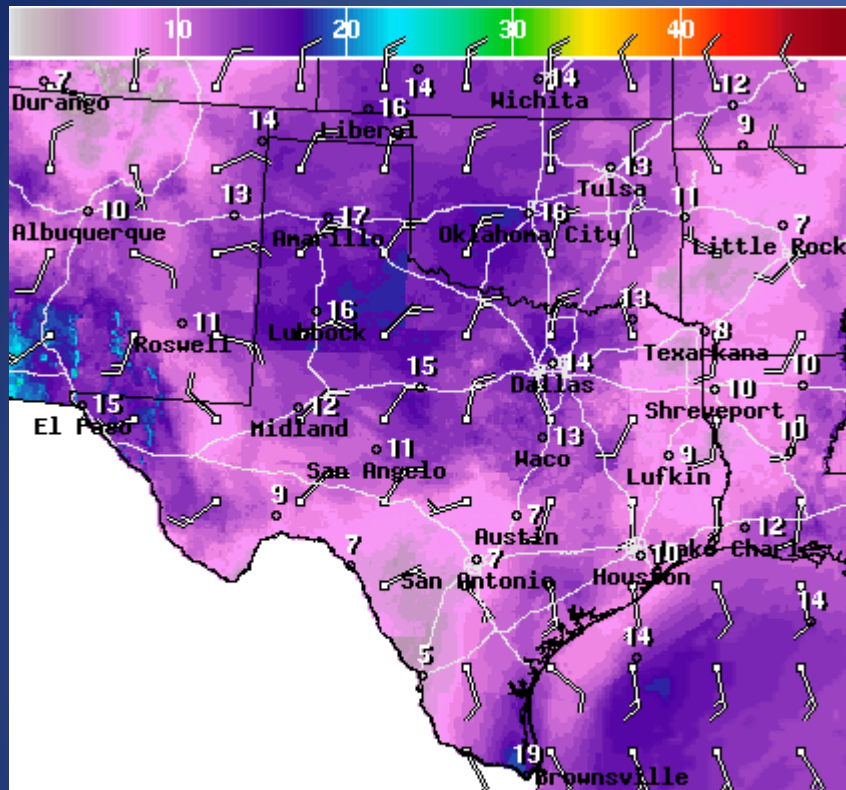 10 20 30 40
7 14 14 12
Durango Wichita
16
Liberal
14 9
13
Tulsa
10 13 17 16 11 7
Albuquerque Amarillo Oklahoma City Little Rock
11 16 13 8
Roswell Lubbock Texarkana
15 14
Dallas
15 12 10 10
El Paso Midland Shreveport
11 13 9 10
San Angelo Waco Lufkin
9 7 12
Austin
7 7 10 Lake Charles
San Antonio Houston
14
14
5
19
Brownsville